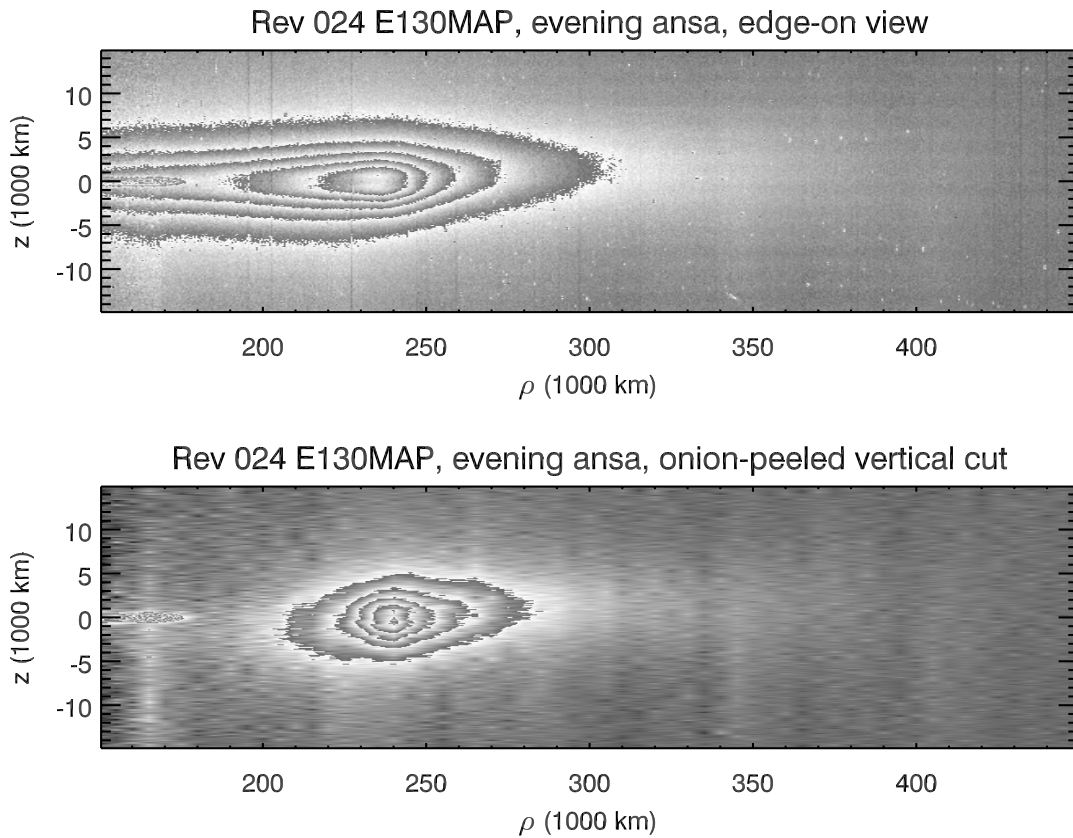 Rev 024 E130MAP, evening ansa, edge-on view
z (1000 km)
10
5
0
-5
-10
200 250 300 350 400
ρ (1000 km)
Rev 024 E130MAP, evening ansa, onion-peeled vertical cut
z (1000 km)
10
5
0
-5
-10
200 250 300 350 400
ρ (1000 km)